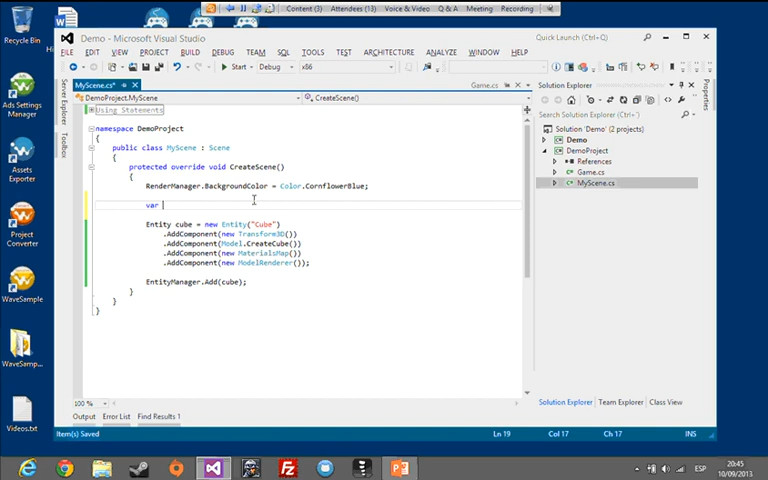 Content (3) Attendees (13) Voice & Video Q & A Meeting Recording
Recycle Bin
Ads Settings Manager
Assets Exporter
Project Converter
WaveSample
WaveSam...
Videos.txt
Demo - Microsoft Visual Studio
Quick Launch (Ctrl+Q)
FILE EDIT VIEW PROJECT BUILD DEBUG TEAM SQL TOOLS TEST ARCHITECTURE ANALYZE WINDOW HELP
Start Debug x86
Server Explorer
Toolbox
MyScene.cs*
Game.cs
DemoProject.MyScene
CreateScene()
Using Statements
namespace DemoProject
{
public class MyScene : Scene
{
protected override void CreateScene()
{
RenderManager.BackgroundColor = Color.CornflowerBlue;
var
Entity cube = new Entity("Cube")
.AddComponent(new Transform3D())
.AddComponent(Model.CreateCube())
.AddComponent(new MaterialsMap())
.AddComponent(new ModelRenderer());
EntityManager.Add(cube);
}
}
}
100 %
Output Error List Find Results 1
Solution Explorer
Search Solution Explorer (Ctrl+;)
Solution 'Demo' (2 projects)
Demo
DemoProject
References
Game.cs
MyScene.cs
Properties
Solution Explorer Team Explorer Class View
Item(s) Saved
Ln 19 Col 17 INS
ESP
20:45
10/09/2013